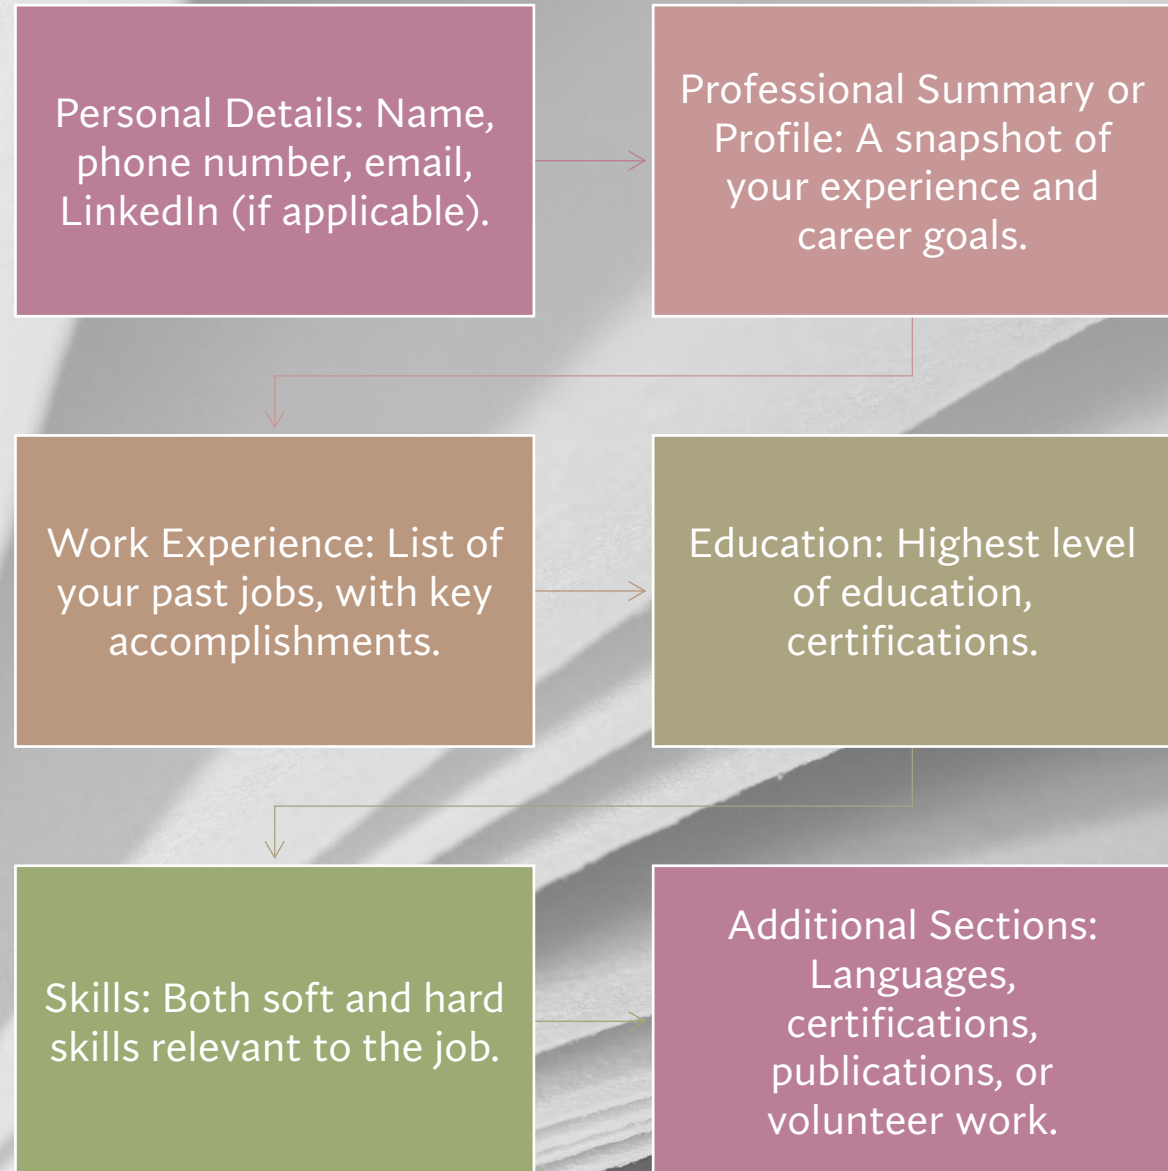 Personal Details: Name,
phone number, email,
LinkedIn (if applicable).
Professional Summary or
Profile: A snapshot of
your experience and
career goals.
Work Experience: List of
your past jobs, with key
accomplishments.
Education: Highest level
of education,
certifications.
Skills: Both soft and hard
skills relevant to the job.
Additional Sections:
Languages,
certifications,
publications, or
volunteer work.